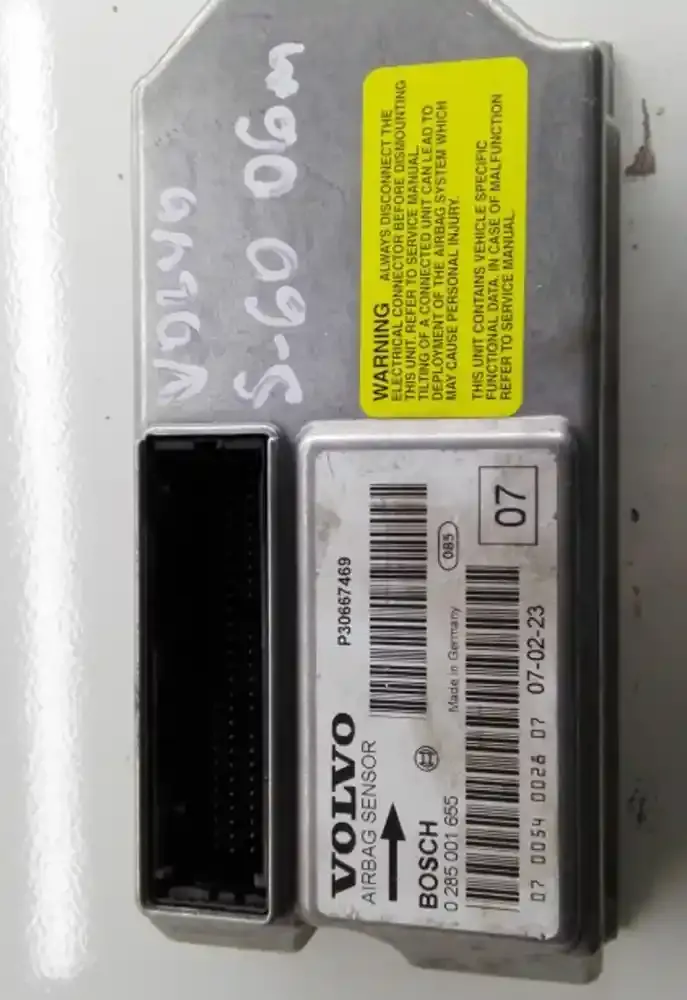 VOLVO
S-60 06m
WARNING ALWAYS DISCONNECT THE
ELECTRICAL CONNECTOR BEFORE DISMOUNTING
THIS UNIT. REFER TO SERVICE MANUAL.
TILTING OF A CONNECTED UNIT CAN LEAD TO
DEPLOYMENT OF THE AIRBAG SYSTEM WHICH
MAY CAUSE PERSONAL INJURY.
THIS UNIT CONTAINS VEHICLE SPECIFIC
FUNCTIONAL DATA. IN CASE OF MALFUNCTION
REFER TO SERVICE MANUAL.
VOLVO P30667469
AIRBAG SENSOR
BOSCH Made in Germany 085
0 285 001 655
07
07 0054 0026 07 07-02-23